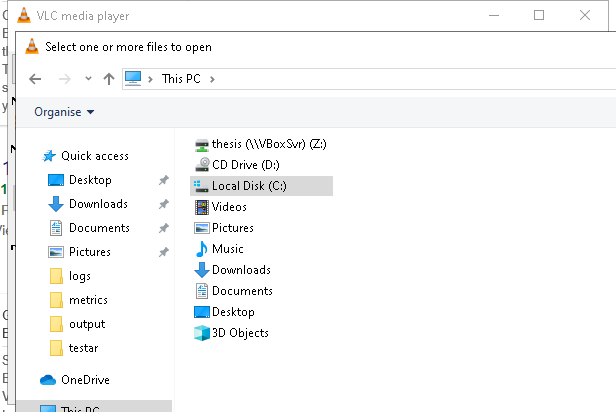 VLC media player
Select one or more files to open
This PC
Organise
Quick access
Desktop
Downloads
Documents
Pictures
logs
metrics
output
testar
OneDrive
This PC
thesis (\\VBoxSvr) (Z:)
CD Drive (D:)
Local Disk (C:)
Videos
Pictures
Music
Downloads
Documents
Desktop
3D Objects